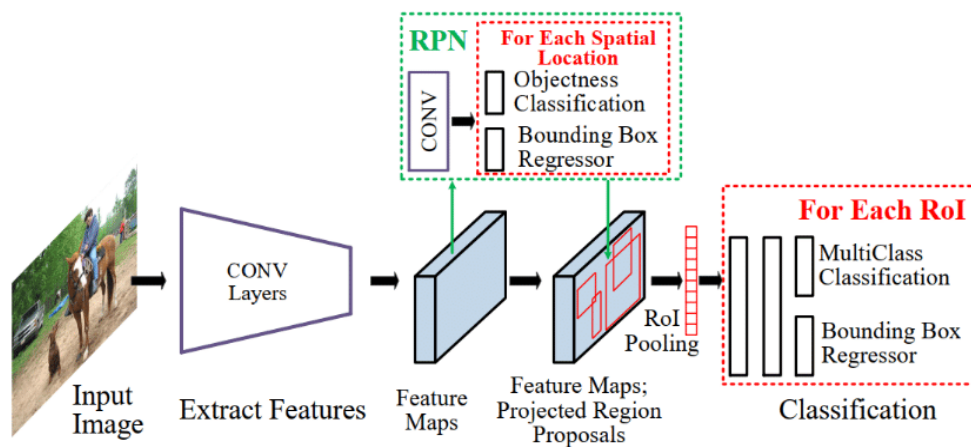 RPN
For Each Spatial
Location
CONV
Objectness
Classification
Bounding Box
Regressor
For Each RoI
MultiClass
Classification
Bounding Box
Regressor
CONV
Layers
RoI
Pooling
Input
Image
Extract Features
Feature
Maps
Feature Maps;
Projected Region
Proposals
Classification